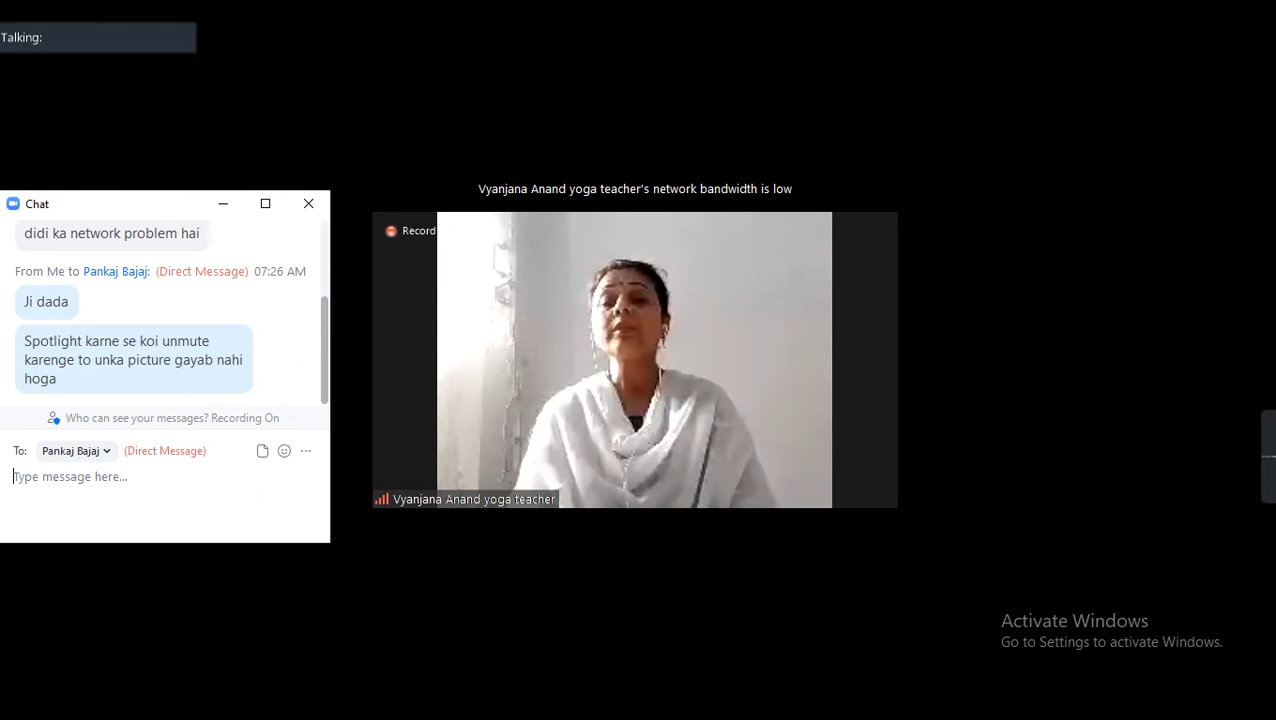 Talking:
Vyanjana Anand yoga teacher's network bandwidth is low
Record
Vyanjana Anand yoga teacher
Chat
didi ka network problem hai
From Me to Pankaj Bajaj: (Direct Message) 07:26 AM
Ji dada
Spotlight karne se koi unmute
karenge to unka picture gayab nahi
hoga
Who can see your messages? Recording On
To: Pankaj Bajaj (Direct Message)
Type message here...
Activate Windows
Go to Settings to activate Windows.